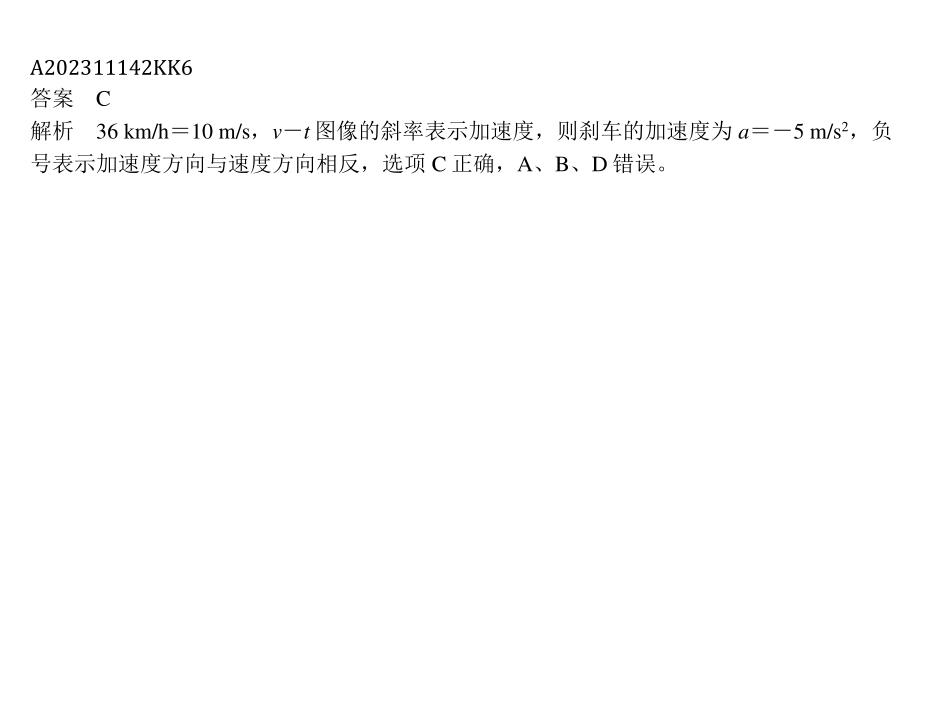 A202311142KK6
答案　C
解析　36 km/h＝10 m/s，v－t 图像的斜率表示加速度，则刹车的加速度为 a＝－5 m/s²，负
号表示加速度方向与速度方向相反，选项 C 正确，A、B、D 错误。